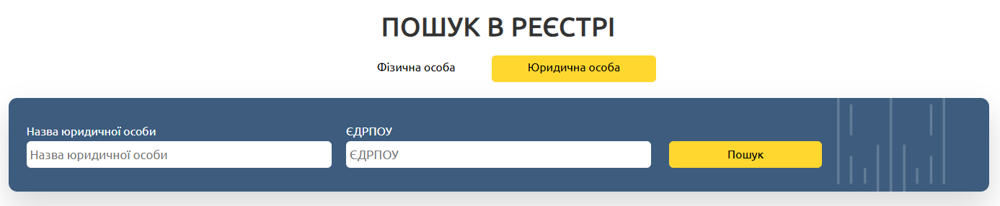 ПОШУК В РЕЄСТРІ
Фізична особа
Юридична особа
Назва юридичної особи
ЄДРПОУ
Назва юридичної особи
ЄДРПОУ
Пошук